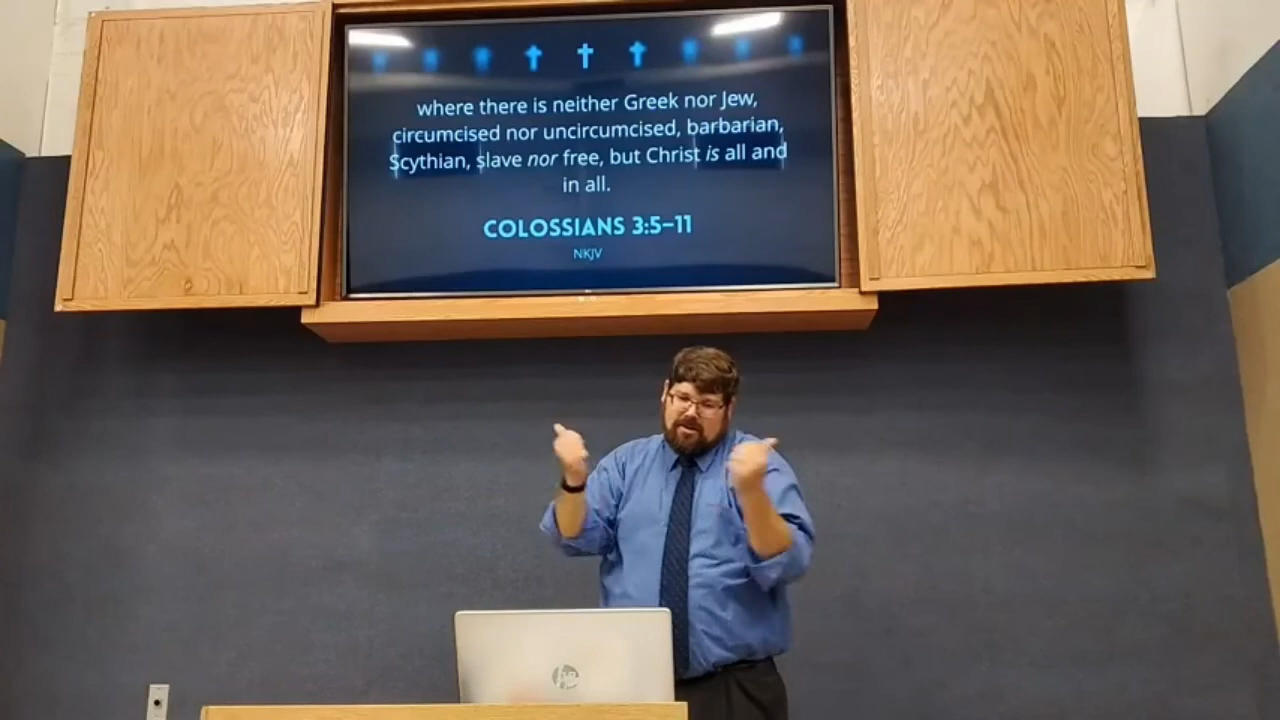 where there is neither Greek nor Jew,
circumcised nor uncircumcised, barbarian,
Scythian, slave nor free, but Christ is all and
in all.
COLOSSIANS 3:5–11
NKJV
hp